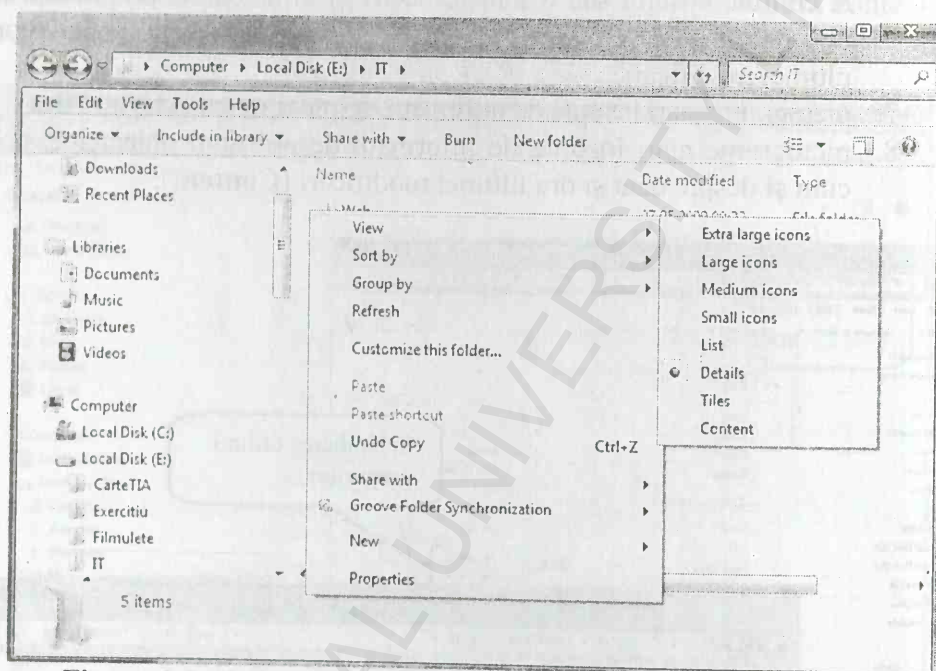 Computer ▸ Local Disk (E:) ▸ IT ▸
Search IT
File Edit View Tools Help
Organize Include in library Share with Burn New folder
Downloads
Recent Places
Libraries
Documents
Music
Pictures
Videos
Computer
Local Disk (C:)
Local Disk (E:)
CarteTIA
Exercitiu
Filmulete
IT
5 items
Name Date modified Type
Web File folder
View
Sort by
Group by
Refresh
Customize this folder...
Paste
Paste shortcut
Undo Copy Ctrl+Z
Share with
Groove Folder Synchronization
New
Properties
Extra large icons
Large icons
Medium icons
Small icons
List
Details
Tiles
Content
UNIVERSITY